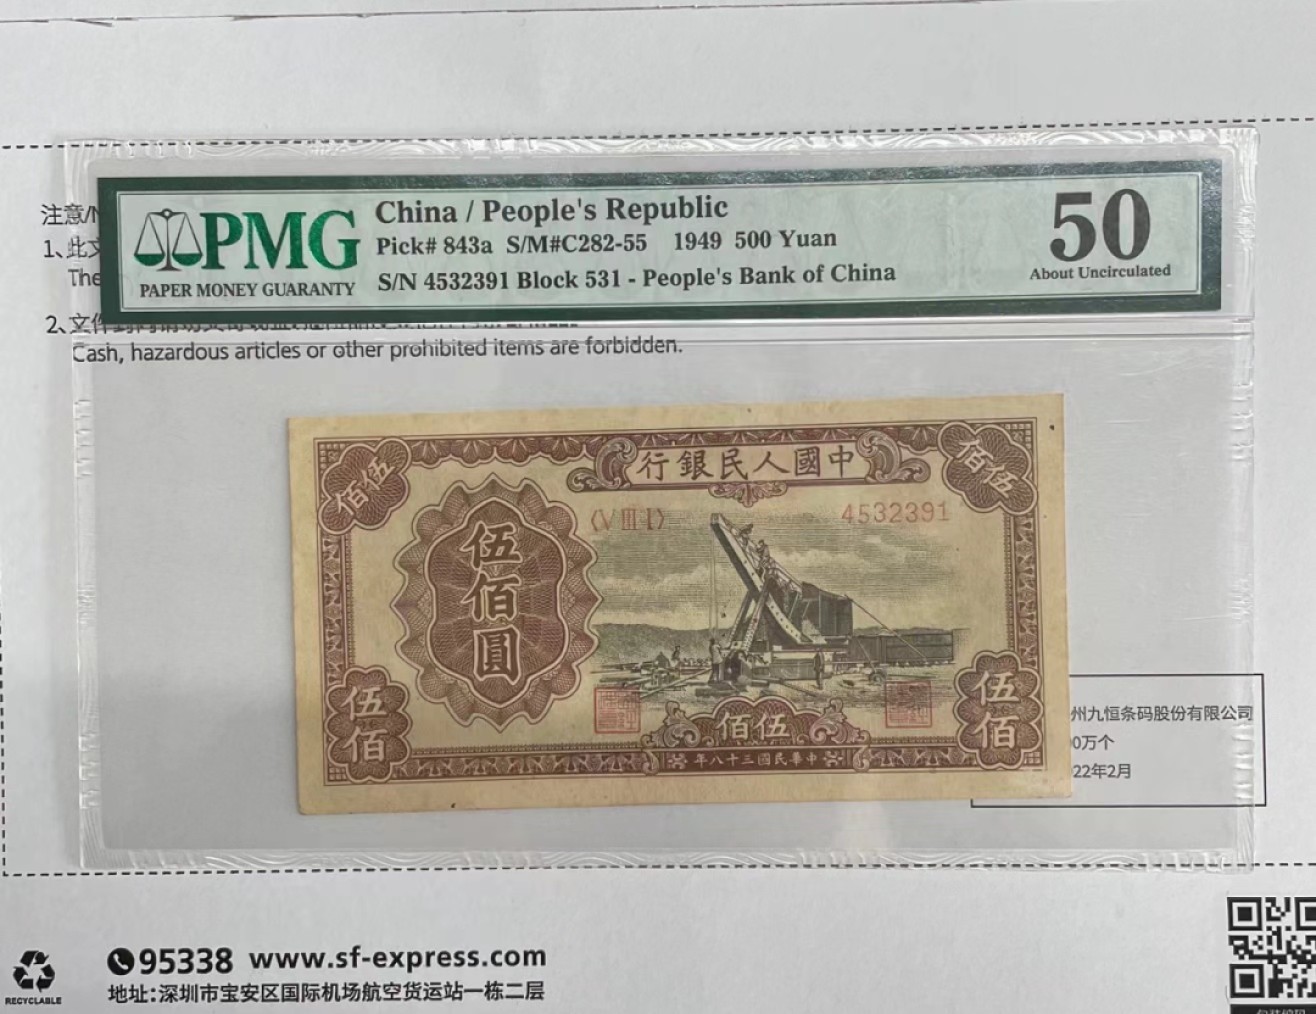 注意/
1、此文
The
PMG
PAPER MONEY GUARANTY
China / People's Republic
Pick# 843a S/M#C282-55 1949 500 Yuan
S/N 4532391 Block 531 - People's Bank of China
50
About Uncirculated
2、文件
Cash, hazardous articles or other prohibited items are forbidden.
行銀民人國中
佰伍
佰伍
〈V III I〉
4532391
伍佰圓
伍佰
佰伍
伍佰
年八十三國民華中
州九恒条码股份有限公司
0万个
22年2月
95338 www.sf-express.com
地址:深圳市宝安区国际机场航空货运站一栋二层
RECYCLABLE